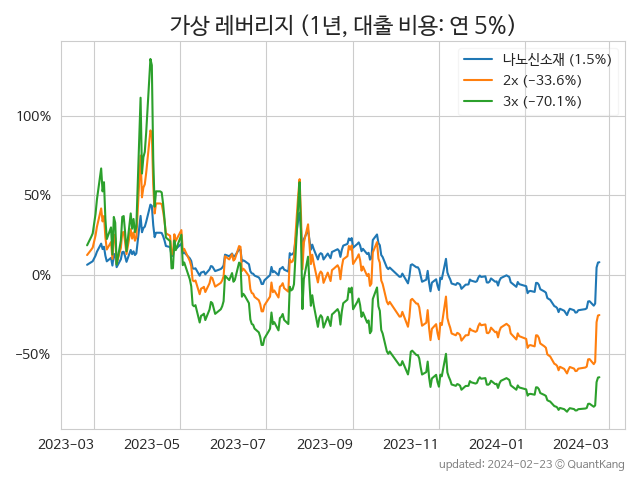 가상 레버리지 (1년, 대출 비용: 연 5%)
나노신소재 (1.5%)
2x (−33.6%)
3x (−70.1%)
100%
50%
0%
−50%
2023-03 2023-05 2023-07 2023-09 2023-11 2024-01 2024-03
updated: 2024-02-23 © QuantKang